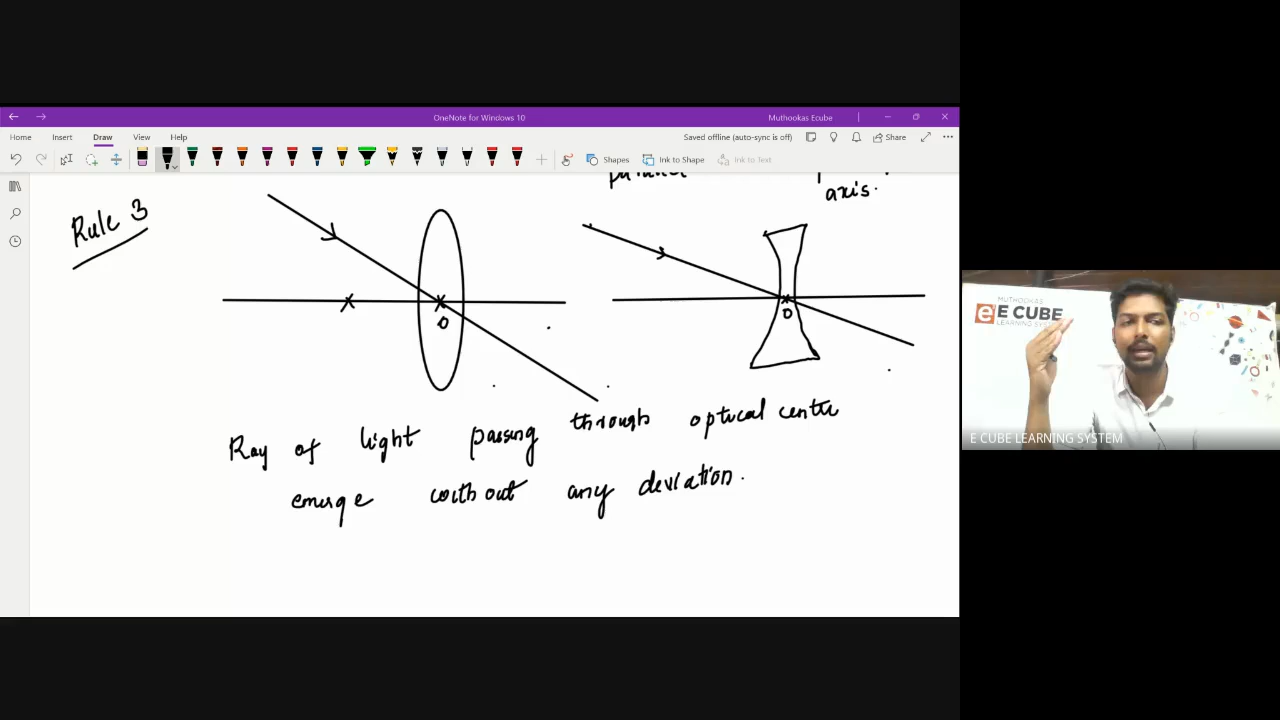 OneNote for Windows 10
Muthookas Ecube
Home Insert Draw View Help
Saved offline (auto-sync is off)
Share
Shapes
Ink to Shape
Ink to Text
parallel
axis.
Rule 3
O
O
Ray of light passing through optical centre
emerge without any deviation.
MUTHOOKAS
e E CUBE
LEARNING SYSTEM
E CUBE LEARNING SYSTEM